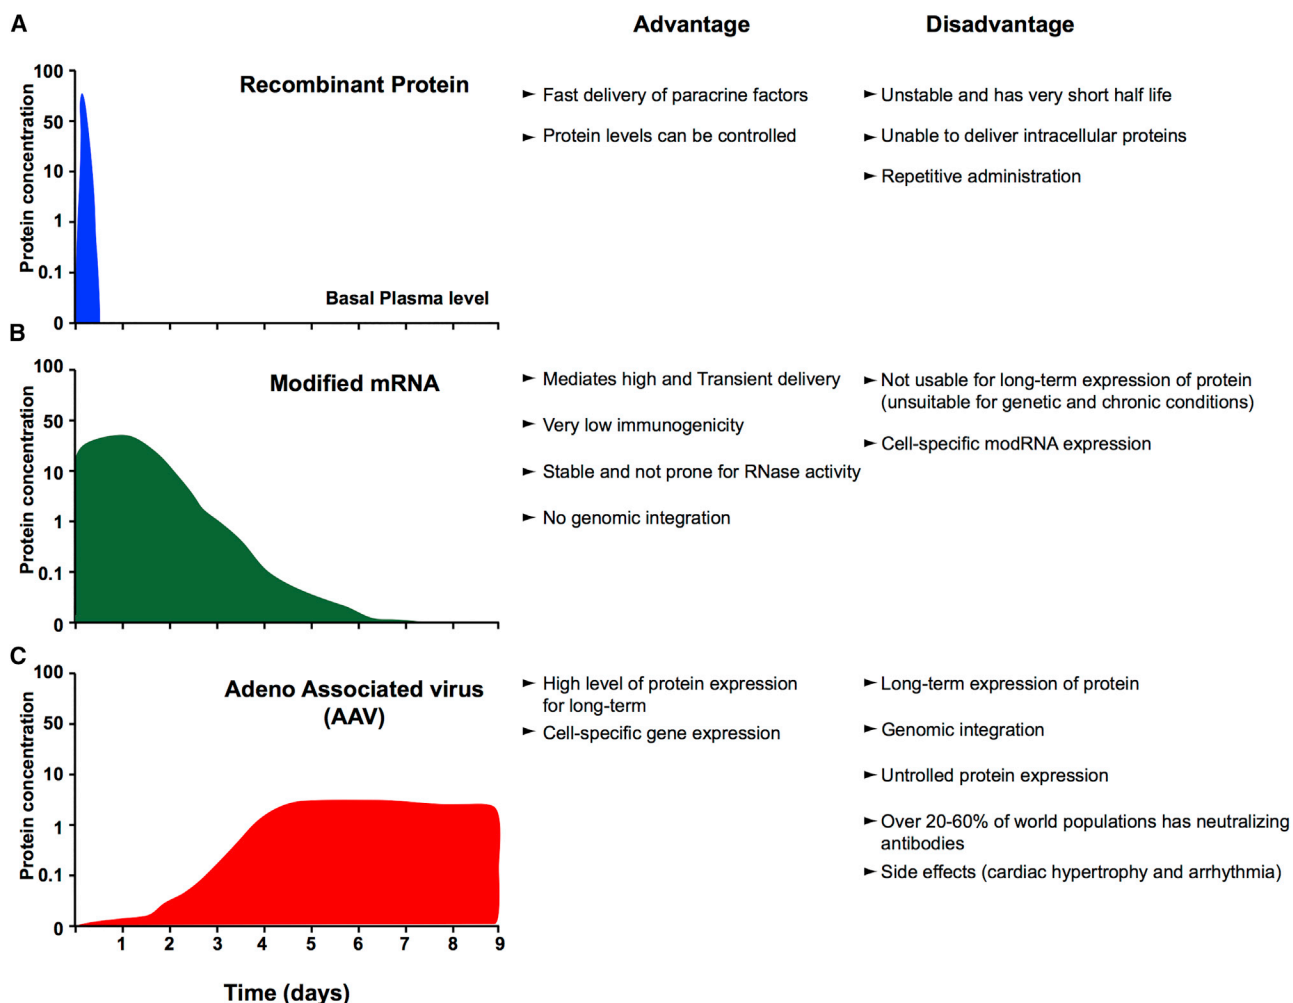 A
Advantage
Disadvantage
Recombinant Protein
Protein concentration
100
50
10
1
0.1
0
Basal Plasma level
► Fast delivery of paracrine factors
► Protein levels can be controlled
► Unstable and has very short half life
► Unable to deliver intracellular proteins
► Repetitive administration
B
Modified mRNA
Protein concentration
100
50
10
1
0.1
0
► Mediates high and Transient delivery
► Very low immunogenicity
► Stable and not prone for RNase activity
► No genomic integration
► Not usable for long-term expression of protein
(unsuitable for genetic and chronic conditions)
► Cell-specific modRNA expression
C
Adeno Associated virus
(AAV)
Protein concentration
100
50
10
1
0.1
0
1 2 3 4 5 6 7 8 9
Time (days)
► High level of protein expression
for long-term
► Cell-specific gene expression
► Long-term expression of protein
► Genomic integration
► Untrolled protein expression
► Over 20-60% of world populations has neutralizing
antibodies
► Side effects (cardiac hypertrophy and arrhythmia)